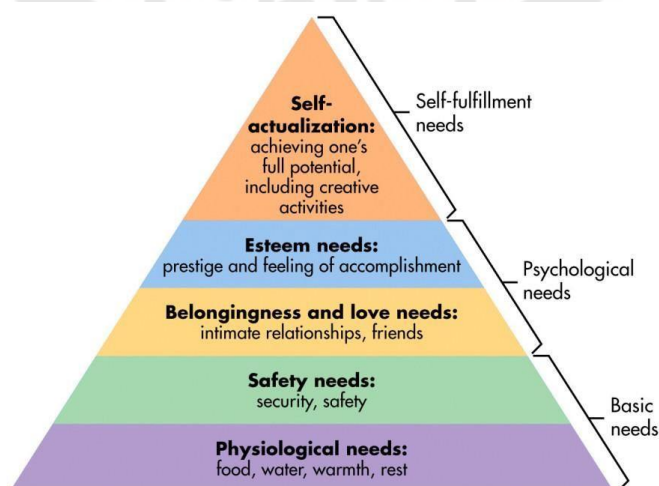 Self-
actualization:
achieving one's
full potential,
including creative
activities
Self-fulfillment
needs
Esteem needs:
prestige and feeling of accomplishment
Psychological
needs
Belongingness and love needs:
intimate relationships, friends
Safety needs:
security, safety
Basic
needs
Physiological needs:
food, water, warmth, rest